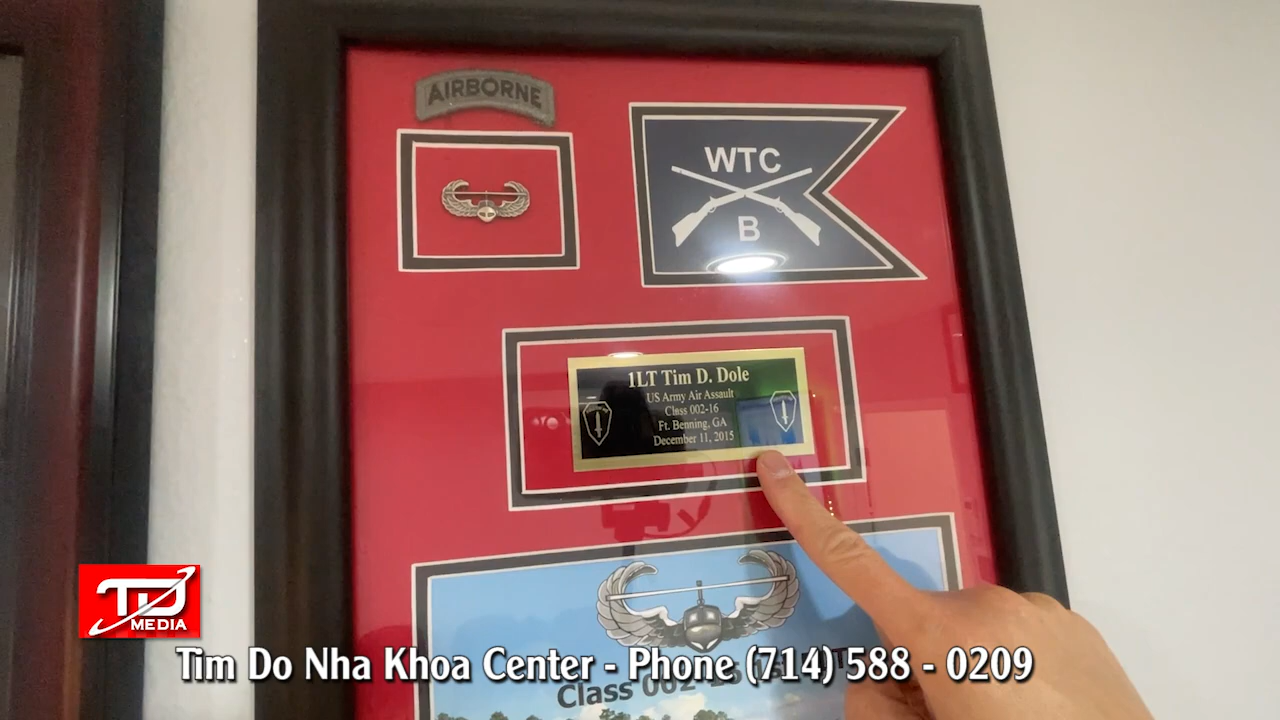 AIRBORNE
WTC
B
1LT Tim D. Dole
US Army Air Assault
Class 002-16
Ft. Benning, GA
December 11, 2015
TD
MEDIA
Tim Do Nha Khoa Center - Phone (714) 588 - 0209
Class